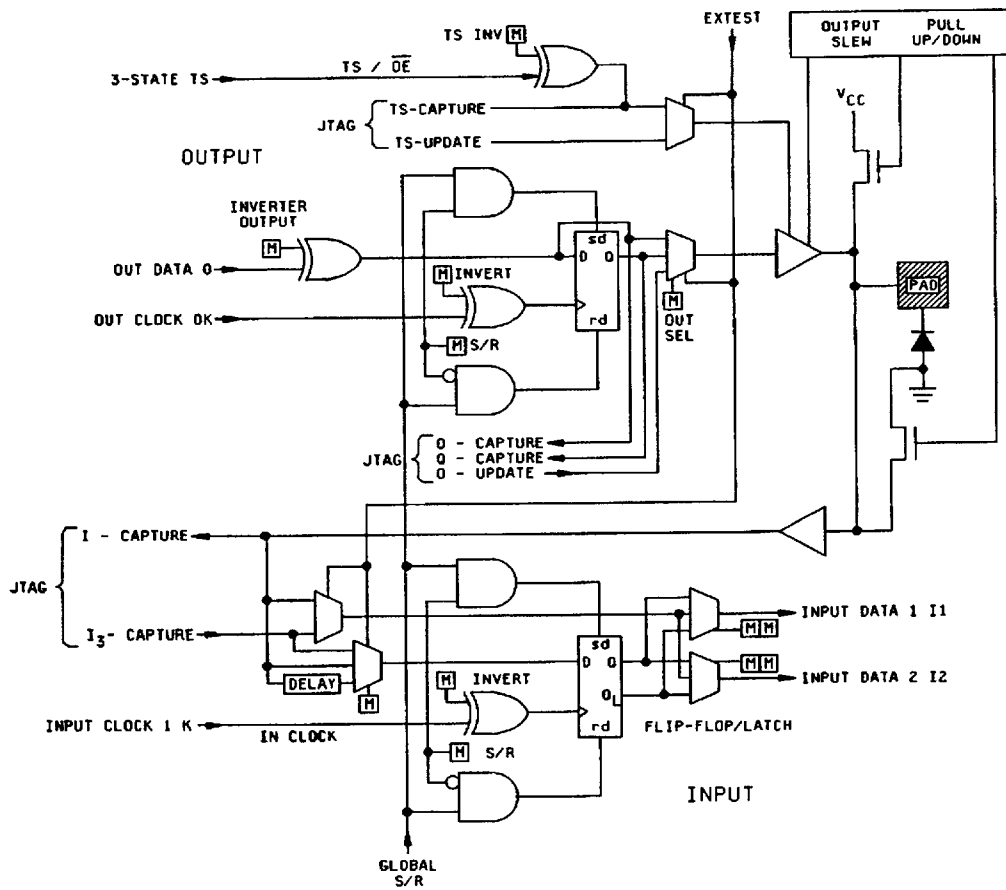 EXTEST
OUTPUT SLEW
PULL UP/DOWN
TS INV M
3-STATE TS
TS / OE
VCC
JTAG
TS-CAPTURE
TS-UPDATE
OUTPUT
INVERTER OUTPUT
M
OUT DATA O
sd
D Q
rd
M INVERT
OUT CLOCK OK
M S/R
M
OUT SEL
PAD
JTAG
O - CAPTURE
Q - CAPTURE
O - UPDATE
JTAG
I - CAPTURE
I3- CAPTURE
DELAY
M
sd
D Q
QL
rd
M INVERT
INPUT CLOCK 1 K
IN CLOCK
M S/R
INPUT DATA 1 I1
M M
M M
INPUT DATA 2 I2
FLIP-FLOP/LATCH
INPUT
GLOBAL S/R